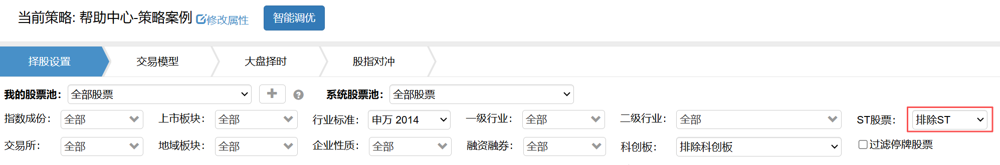 当前策略: 帮助中心-策略案例 修改属性 智能调优
择股设置 交易模型 大盘择时 股指对冲
我的股票池： 全部股票 + ? 系统股票池： 全部股票
指数成份： 全部 上市板块： 全部 行业标准： 申万 2014 一级行业： 全部 二级行业： 全部 ST股票： 排除ST
交易所： 全部 地域板块： 全部 企业性质： 全部 融资融券： 全部 科创板： 排除科创板 过滤停牌股票